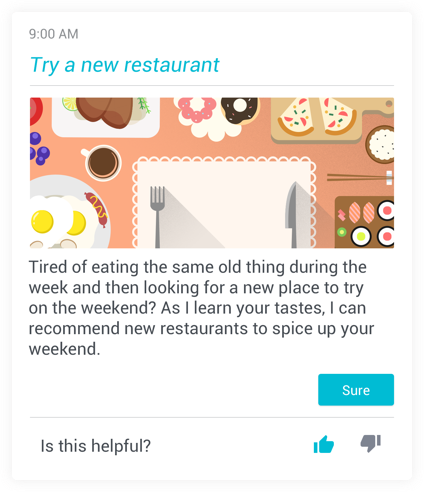 9:00 AM
Try a new restaurant
Tired of eating the same old thing during the
week and then looking for a new place to try
on the weekend? As I learn your tastes, I can
recommend new restaurants to spice up your
weekend.
Sure
Is this helpful?